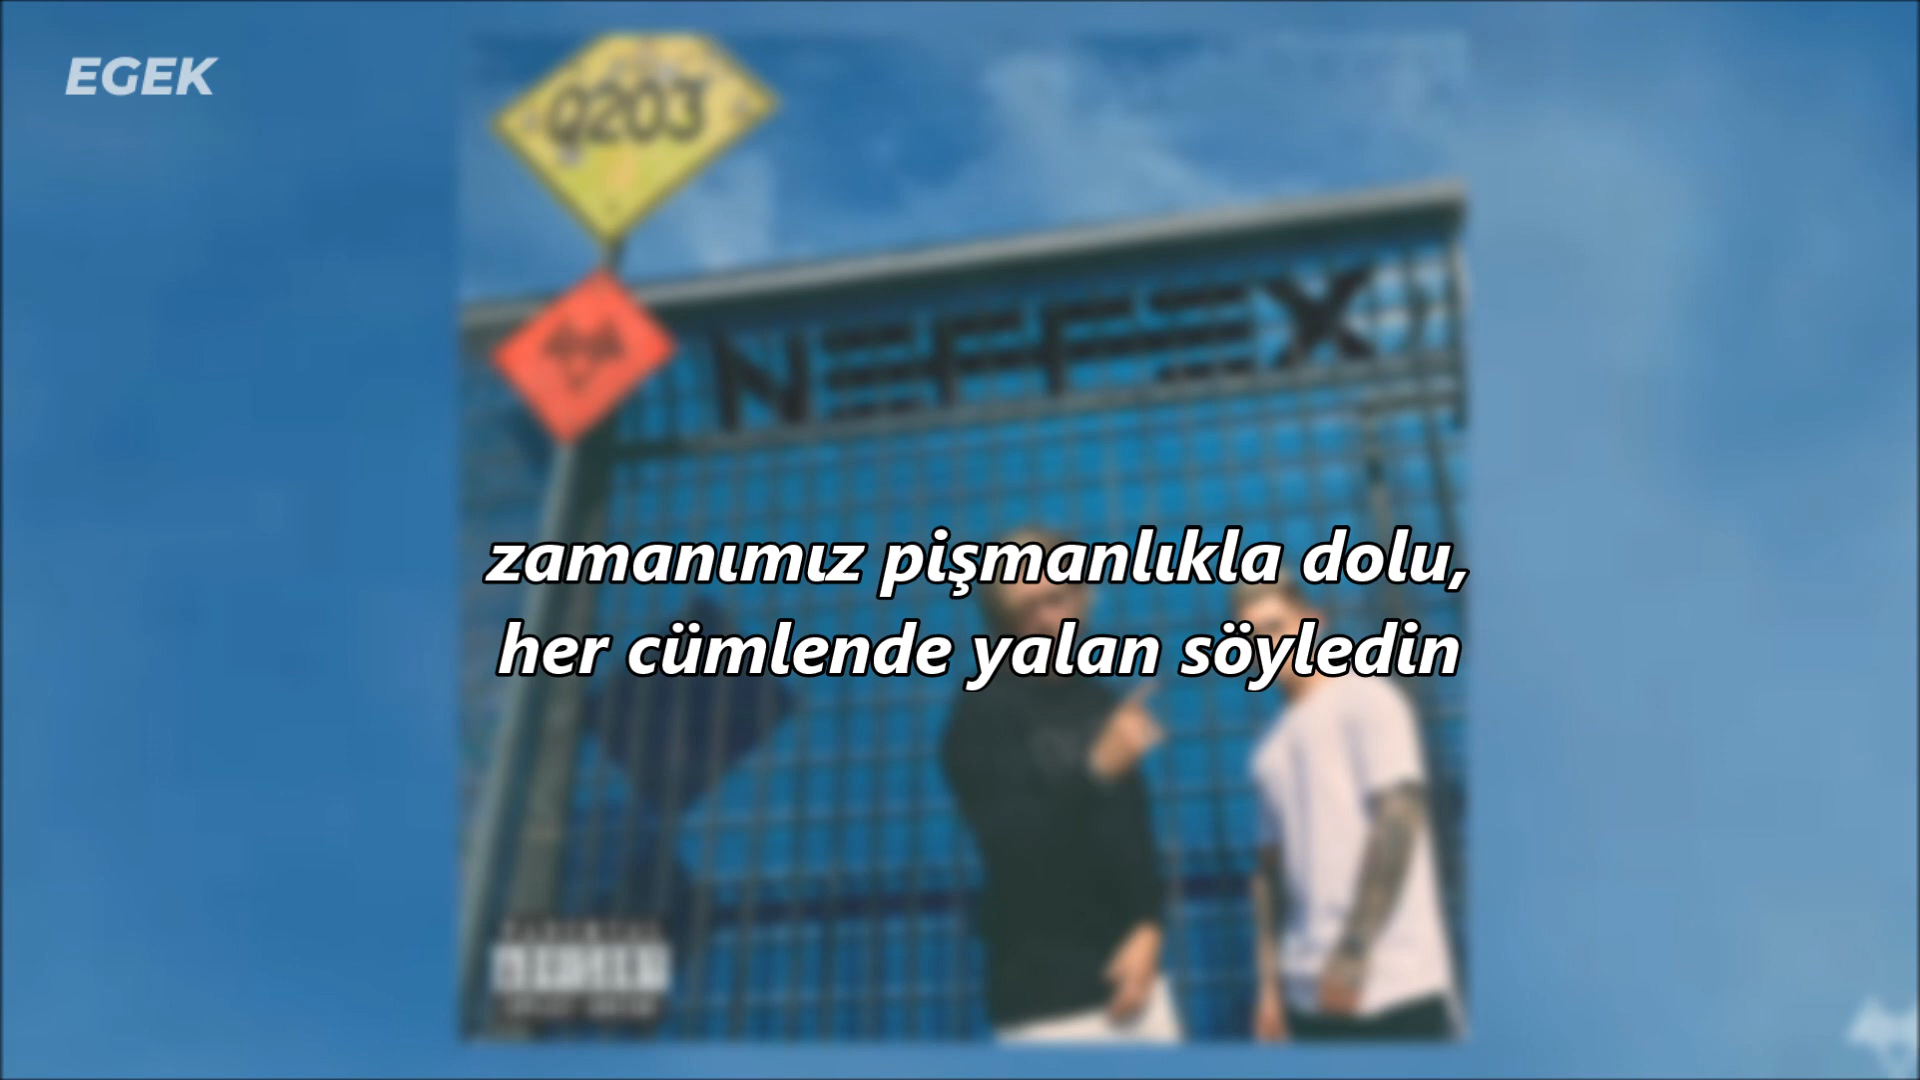 EGEK
Q203
NEFFEX
zamanımız pişmanlıkla dolu,
her cümlende yalan söyledin